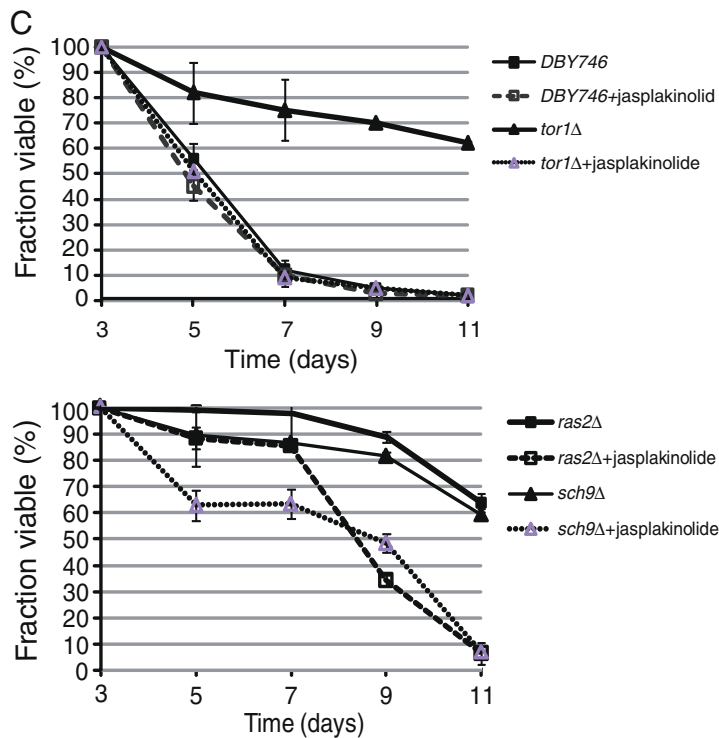 C
Fraction viable (%)
100
90
80
70
60
50
40
30
20
10
0
3 5 7 9 11
Time (days)
DBY746
DBY746+jasplakinolid
tor1Δ
tor1Δ+jasplakinolide
Fraction viable (%)
100
90
80
70
60
50
40
30
20
10
0
3 5 7 9 11
Time (days)
ras2Δ
ras2Δ+jasplakinolide
sch9Δ
sch9Δ+jasplakinolide